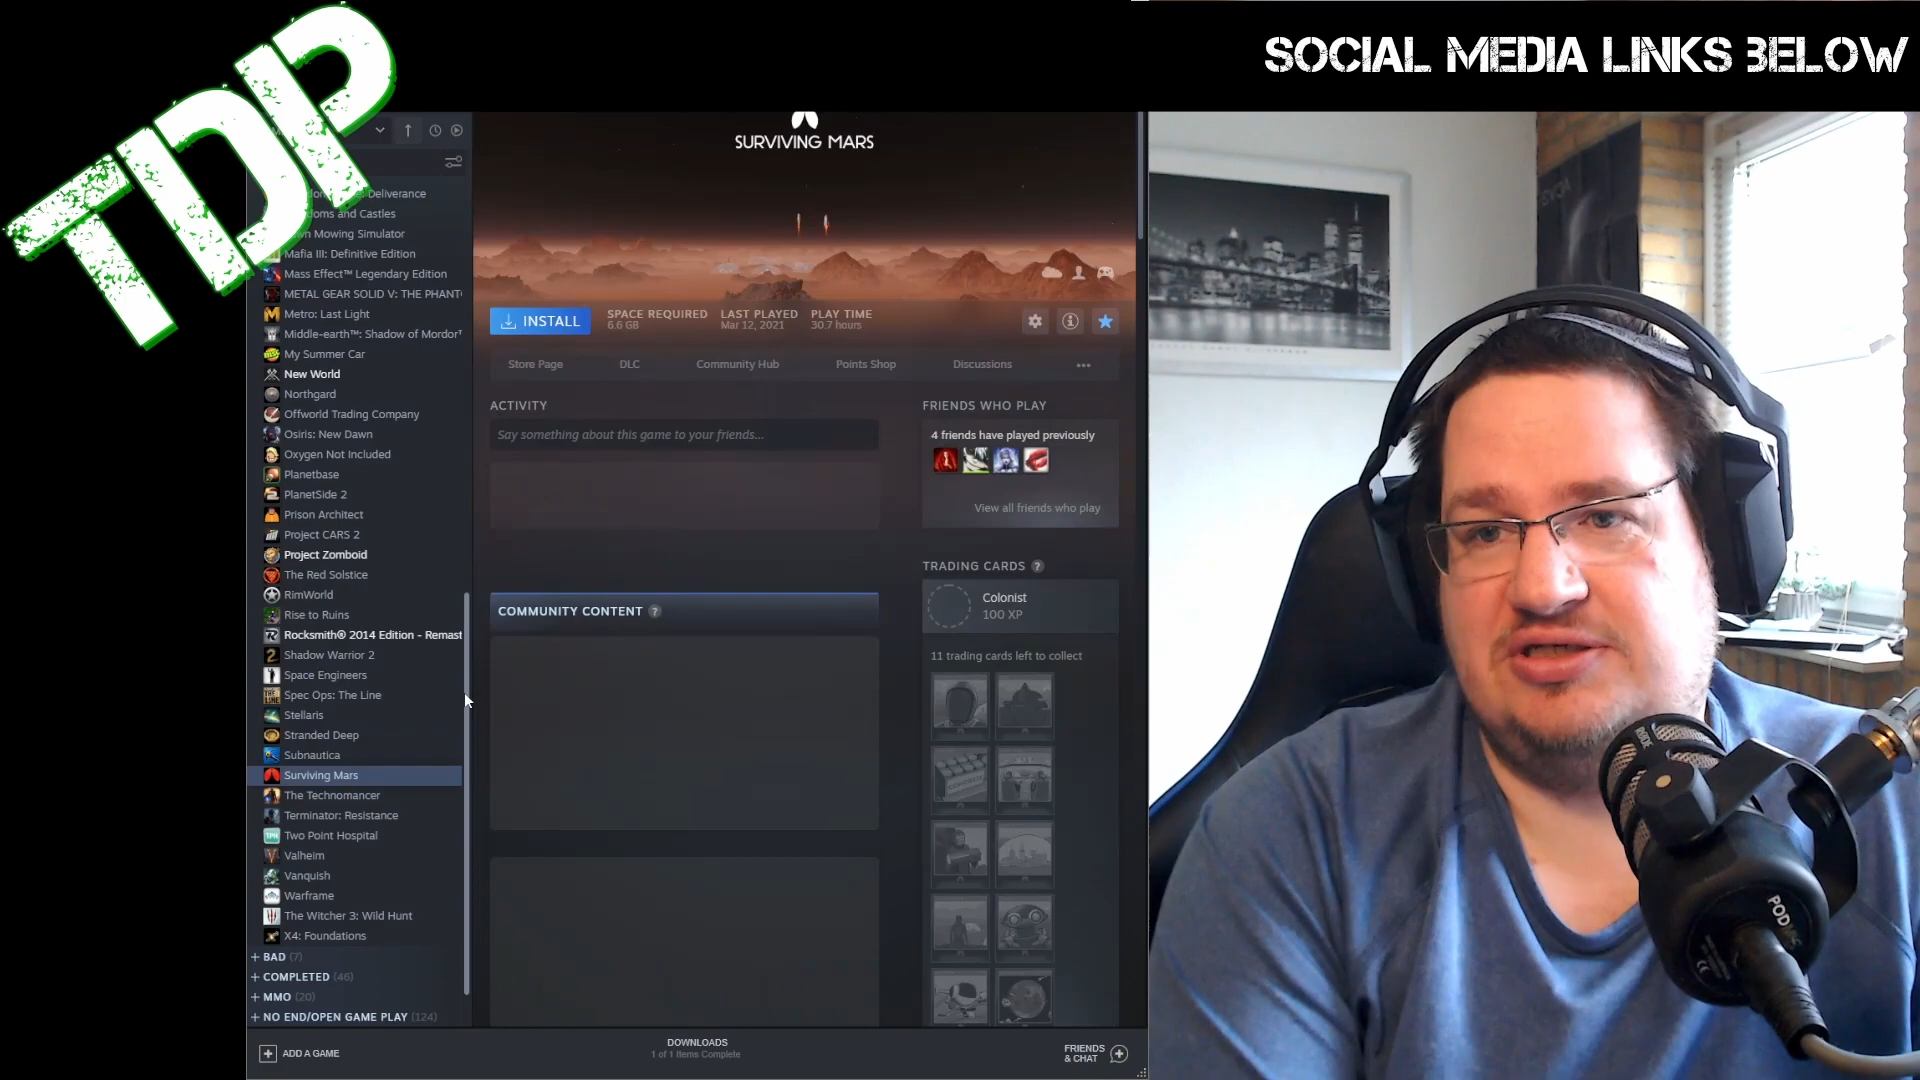 TDP
SOCIAL MEDIA LINKS BELOW
SURVIVING MARS
Deliverance
oms and Castles
wn Mowing Simulator
Mafia III: Definitive Edition
Mass Effect™ Legendary Edition
METAL GEAR SOLID V: THE PHANT
Metro: Last Light
Middle-earth™: Shadow of Mordor
My Summer Car
New World
Northgard
Offworld Trading Company
Osiris: New Dawn
Oxygen Not Included
Planetbase
PlanetSide 2
Prison Architect
Project CARS 2
Project Zomboid
The Red Solstice
RimWorld
Rise to Ruins
Rocksmith® 2014 Edition - Remast
Shadow Warrior 2
Space Engineers
Spec Ops: The Line
Stellaris
Stranded Deep
Subnautica
Surviving Mars
The Technomancer
Terminator: Resistance
Two Point Hospital
Valheim
Vanquish
Warframe
The Witcher 3: Wild Hunt
X4: Foundations
+ BAD (7)
+ COMPLETED (46)
+ MMO (20)
+ NO END/OPEN GAME PLAY (124)
INSTALL
SPACE REQUIRED
6.6 GB
LAST PLAYED
Mar 12, 2021
PLAY TIME
30.7 hours
Store Page
DLC
Community Hub
Points Shop
Discussions
ACTIVITY
Say something about this game to your friends...
COMMUNITY CONTENT ?
FRIENDS WHO PLAY
4 friends have played previously
View all friends who play
TRADING CARDS ?
Colonist
100 XP
11 trading cards left to collect
ADD A GAME
DOWNLOADS
1 of 1 Items Complete
FRIENDS
& CHAT
RØDE
POD